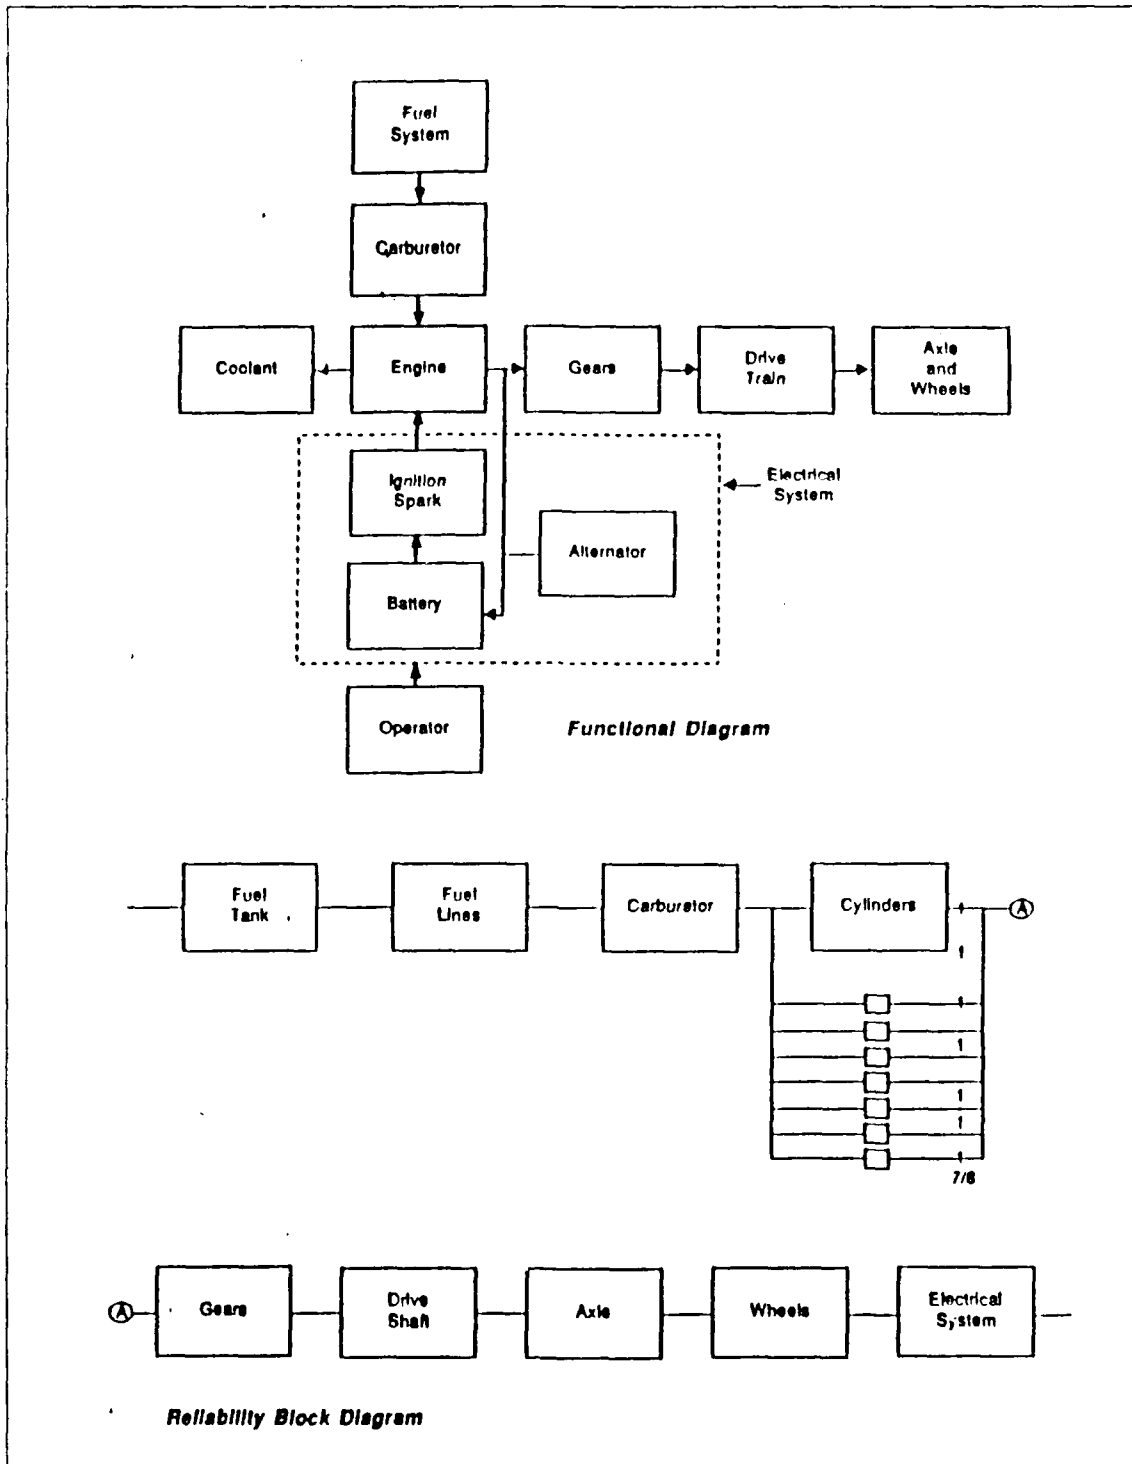 Fuel
System
Carburetor
Coolant
Engine
Gears
Drive
Train
Axle
and
Wheels
Ignition
Spark
Electrical
System
Alternator
Battery
Operator
Functional Diagram
Fuel
Tank
Fuel
Lines
Carburetor
Cylinders
A
7/8
A
Gears
Drive
Shaft
Axle
Wheels
Electrical
System
Reliability Block Diagram